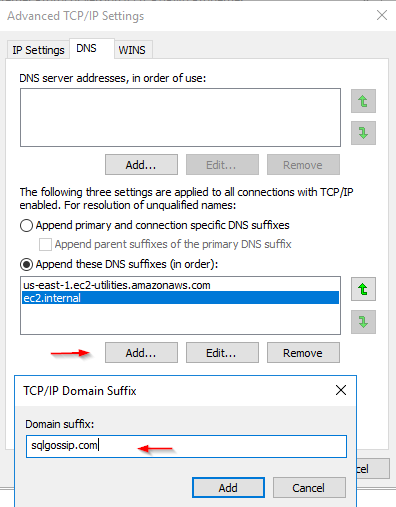 Advanced TCP/IP Settings
IP Settings DNS WINS
DNS server addresses, in order of use:
Add... Edit... Remove
The following three settings are applied to all connections with TCP/IP
enabled. For resolution of unqualified names:
Append primary and connection specific DNS suffixes
Append parent suffixes of the primary DNS suffix
Append these DNS suffixes (in order):
us-east-1.ec2-utilities.amazonaws.com
ec2.internal
Add... Edit... Remove
TCP/IP Domain Suffix
Domain suffix:
sqlgossip.com
cel
Add Cancel